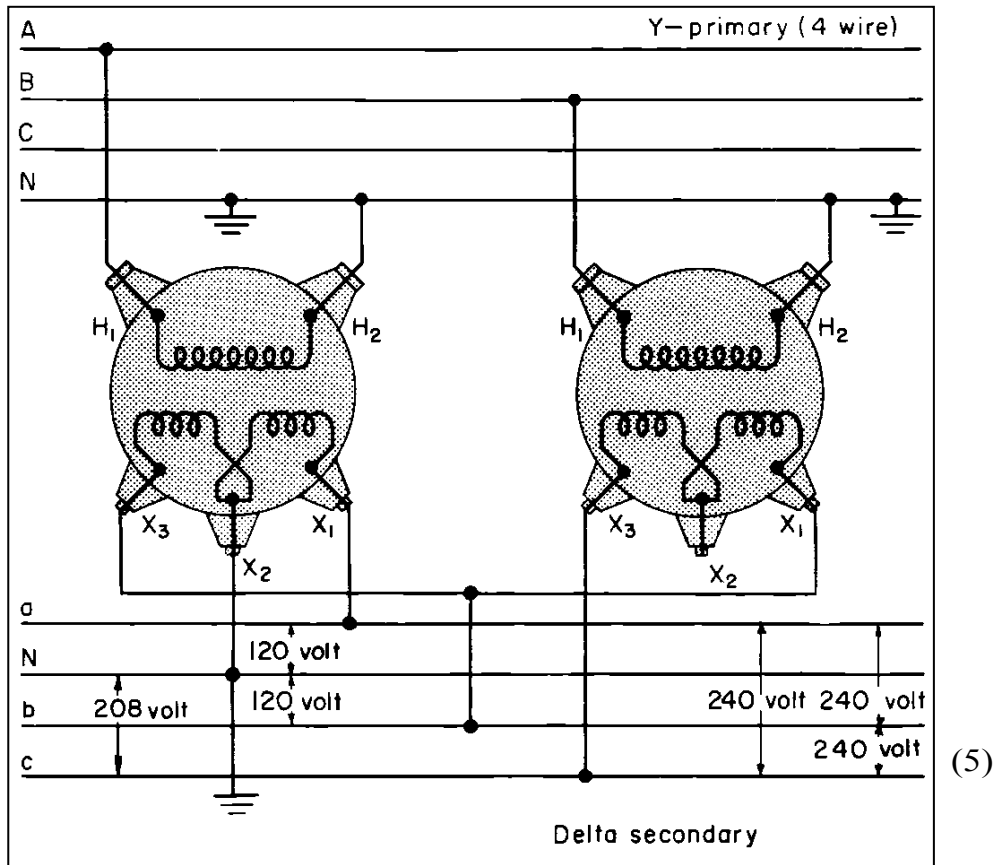 A Y-primary (4 wire)
B
C
N
H₁ H₂ H₁ H₂
X₃ X₁ X₃ X₁
X₂ X₂
a
120 volt
N
208 volt 120 volt 240 volt 240 volt
b
240 volt
c
(5)
Delta secondary